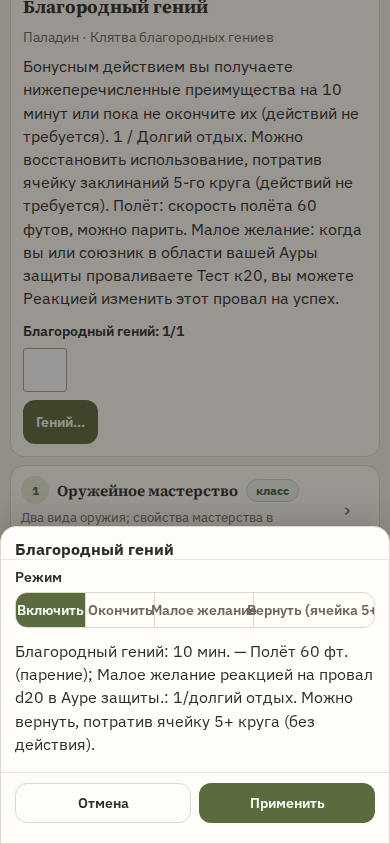 Благородный гений
Паладин · Клятва благородных гениев
Бонусным действием вы получаете
нижеперечисленные преимущества на 10
минут или пока не окончите их (действий не
требуется). 1 / Долгий отдых. Можно
восстановить использование, потратив
ячейку заклинаний 5-го круга (действий не
требуется). Полёт: скорость полёта 60
футов, можно парить. Малое желание: когда
вы или союзник в области вашей Ауры
защиты проваливаете Тест к20, вы можете
Реакцией изменить этот провал на успех.
Благородный гений: 1/1
Гений...
1 Оружейное мастерство класс
Два вида оружия; свойства мастерства в
Благородный гений
Режим
Включить Окончить Малое желание Вернуть (ячейка 5+
Благородный гений: 10 мин. — Полёт 60 фт.
(парение); Малое желание реакцией на провал
d20 в Ауре защиты.: 1/долгий отдых. Можно
вернуть, потратив ячейку 5+ круга (без
действия).
Отмена Применить